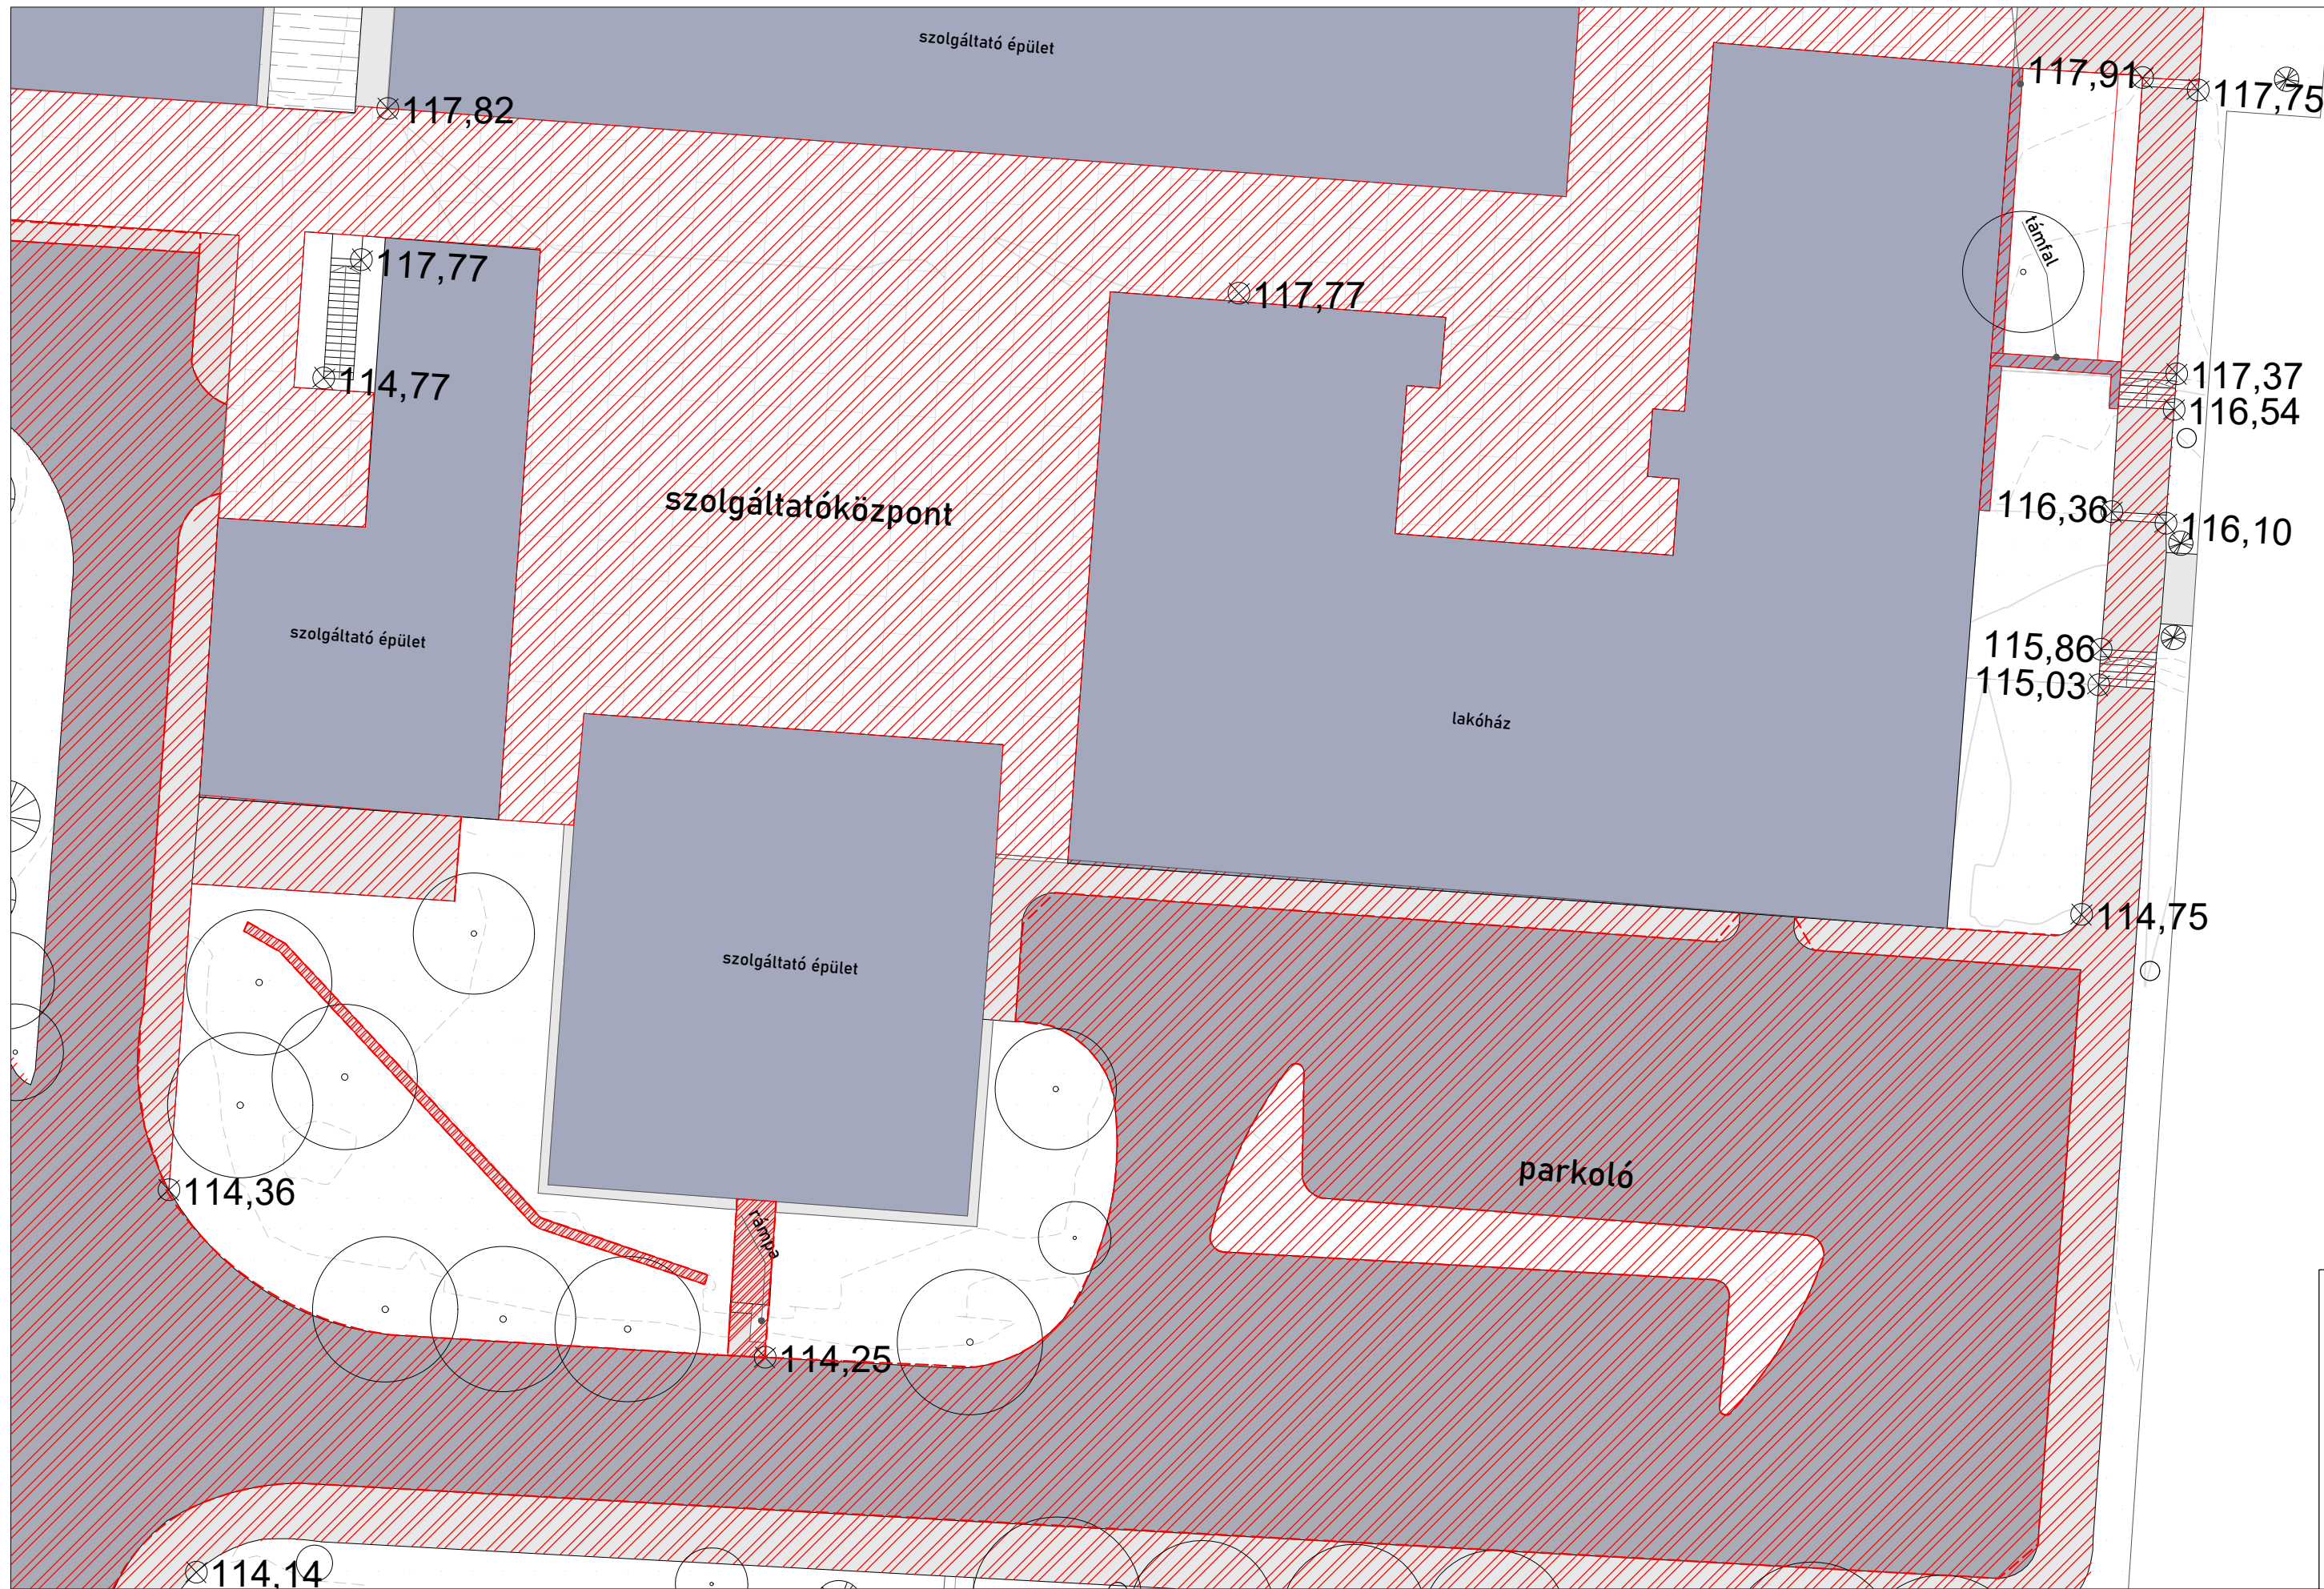 szolgáltató épület
117,91
117,75
117,82
támfal
117,77
117,77
114,77
117,37
116,54
szolgáltatóközpont
116,36
116,10
szolgáltató épület
115,86
115,03
lakóház
114,75
szolgáltató épület
parkoló
114,36
rámpa
114,25
114,14